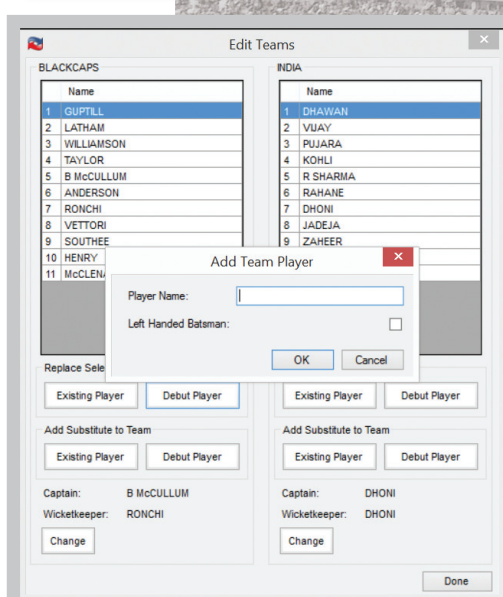 Edit Teams
BLACKCAPS
Name
1 GUPTILL
2 LATHAM
3 WILLIAMSON
4 TAYLOR
5 B McCULLUM
6 ANDERSON
7 RONCHI
8 VETTORI
9 SOUTHEE
10 HENRY
11 McCLENA
INDIA
Name
1 DHAWAN
2 VIJAY
3 PUJARA
4 KOHLI
5 R SHARMA
6 RAHANE
7 DHONI
8 JADEJA
9 ZAHEER
Add Team Player
Player Name:
Left Handed Batsman:
OK Cancel
Replace Sele
Existing Player Debut Player
Add Substitute to Team
Existing Player Debut Player
Captain: B McCULLUM
Wicketkeeper: RONCHI
Change
Existing Player Debut Player
Add Substitute to Team
Existing Player Debut Player
Captain: DHONI
Wicketkeeper: DHONI
Change
Done